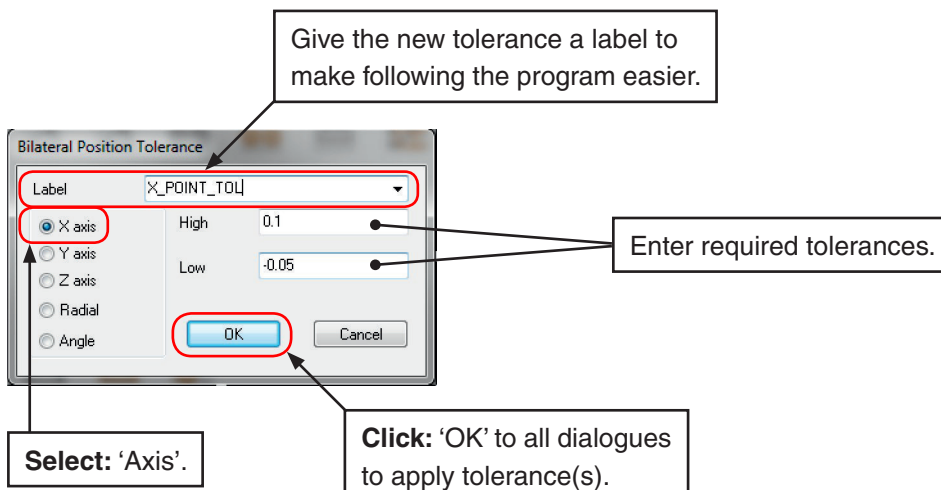 Give the new tolerance a label to
make following the program easier.
Bilateral Position Tolerance
Label X_POINT_TOL
X axis High 0.1
Y axis
Z axis Low -0.05
Radial
Angle OK Cancel
Enter required tolerances.
Select: ‘Axis’.
Click: ‘OK’ to all dialogues
to apply tolerance(s).